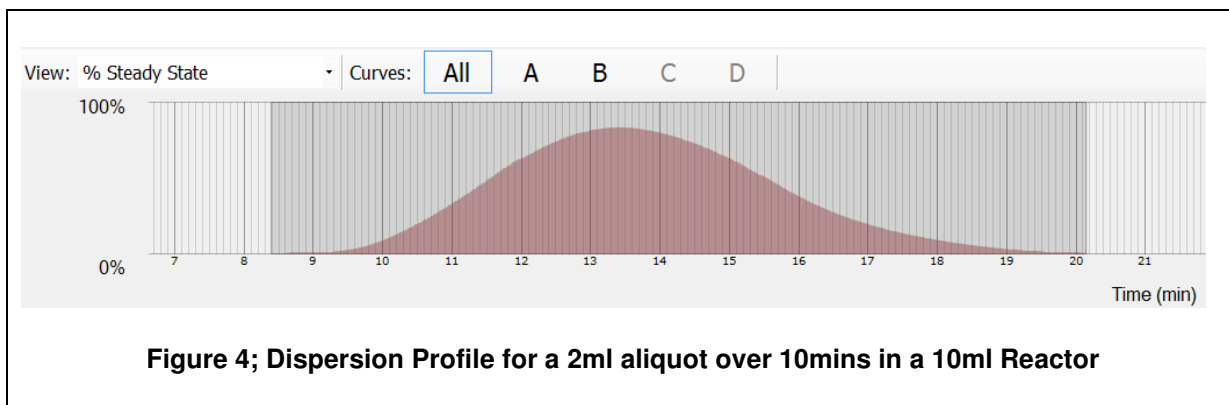 View: % Steady State Curves: All A B C D
100%
0%
7 8 9 10 11 12 13 14 15 16 17 18 19 20 21
Time (min)
Figure 4; Dispersion Profile for a 2ml aliquot over 10mins in a 10ml Reactor